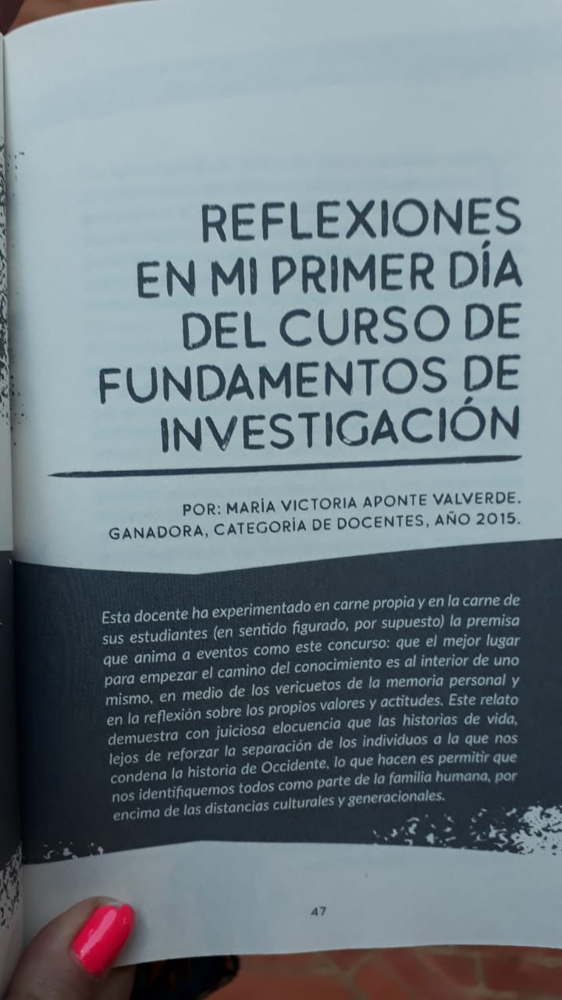 REFLEXIONES
EN MI PRIMER DÍA
DEL CURSO DE
FUNDAMENTOS DE
INVESTIGACIÓN
POR: MARÍA VICTORIA APONTE VALVERDE.
GANADORA, CATEGORÍA DE DOCENTES, AÑO 2015.
Esta docente ha experimentado en carne propia y en la carne de
sus estudiantes (en sentido figurado, por supuesto) la premisa
que anima a eventos como este concurso: que el mejor lugar
para empezar el camino del conocimiento es al interior de uno
mismo, en medio de los vericuetos de la memoria personal y
en la reflexión sobre los propios valores y actitudes. Este relato
demuestra con juiciosa elocuencia que las historias de vida,
lejos de reforzar la separación de los individuos a la que nos
condena la historia de Occidente, lo que hacen es permitir que
nos identifiquemos todos como parte de la familia humana, por
encima de las distancias culturales y generacionales.
47